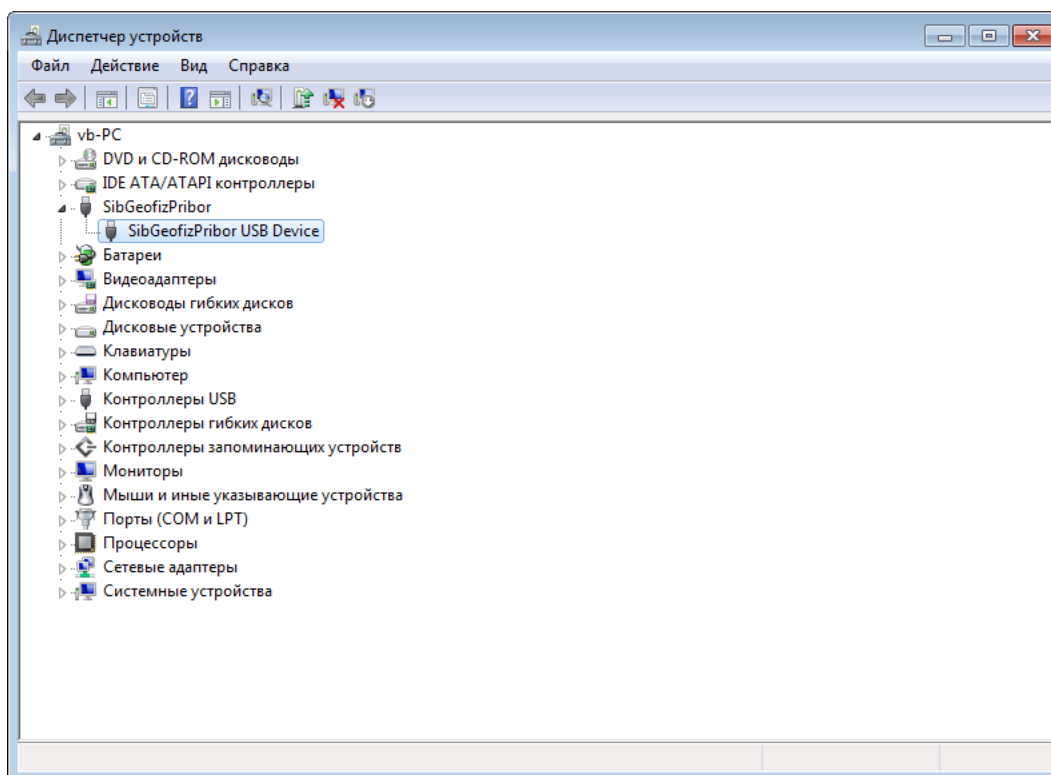 Диспетчер устройств
Файл Действие Вид Справка
vb-PC
DVD и CD-ROM дисководы
IDE ATA/ATAPI контроллеры
SibGeofizPribor
SibGeofizPribor USB Device
Батареи
Видеоадаптеры
Дисководы гибких дисков
Дисковые устройства
Клавиатуры
Компьютер
Контроллеры USB
Контроллеры гибких дисков
Контроллеры запоминающих устройств
Мониторы
Мыши и иные указывающие устройства
Порты (COM и LPT)
Процессоры
Сетевые адаптеры
Системные устройства